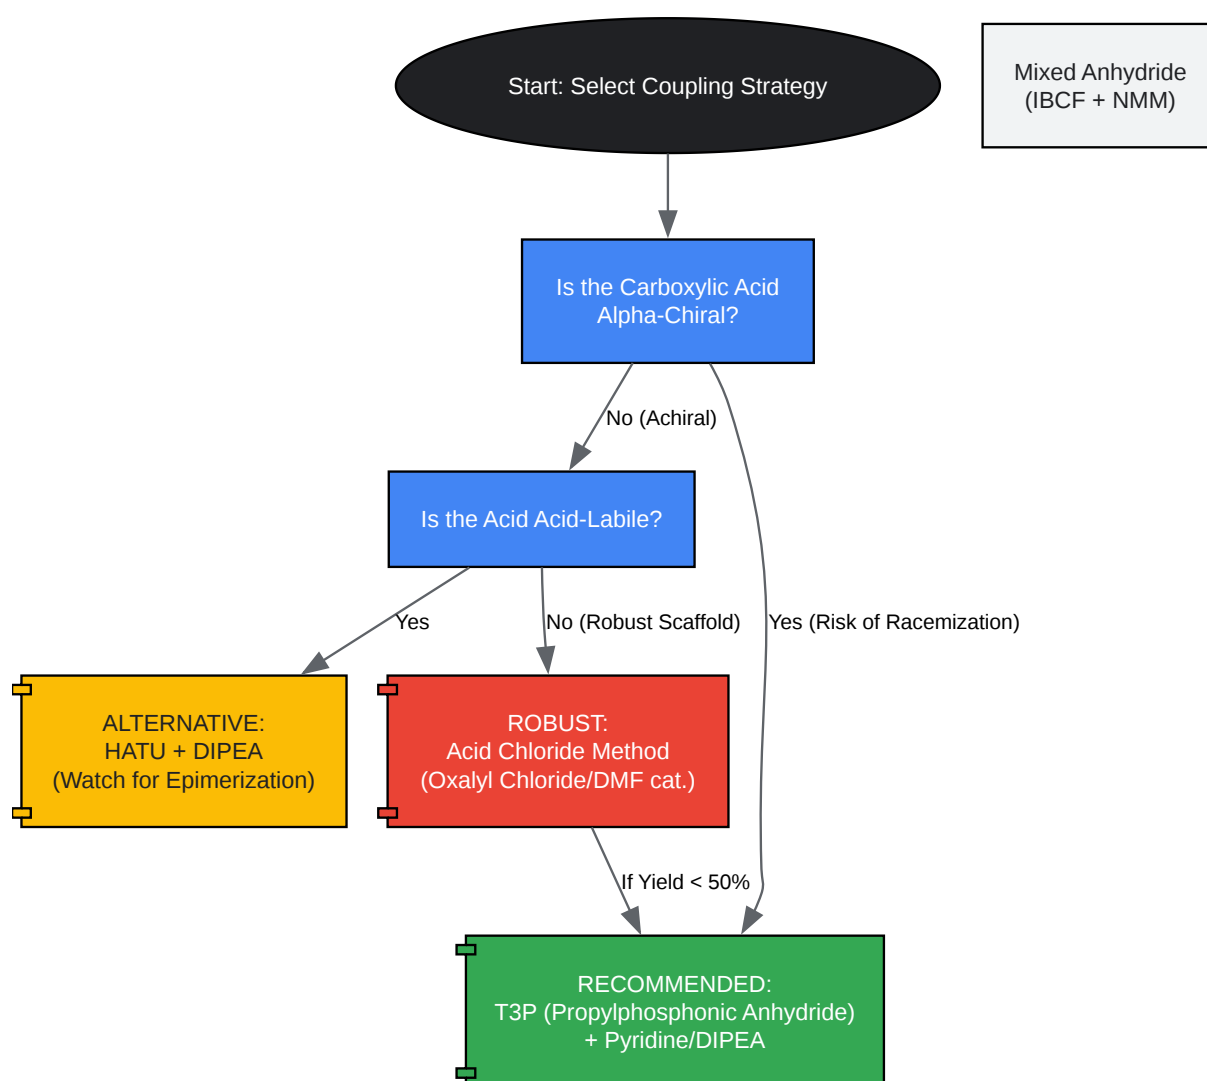 Start: Select Coupling Strategy
Mixed Anhydride
(IBCF + NMM)
Is the Carboxylic Acid
Alpha-Chiral?
No (Achiral)
Is the Acid Acid-Labile?
Yes
No (Robust Scaffold)
Yes (Risk of Racemization)
ALTERNATIVE:
HATU + DIPEA
(Watch for Epimerization)
ROBUST:
Acid Chloride Method
(Oxalyl Chloride/DMF cat.)
If Yield < 50%
RECOMMENDED:
T3P (Propylphosphonic Anhydride)
+ Pyridine/DIPEA